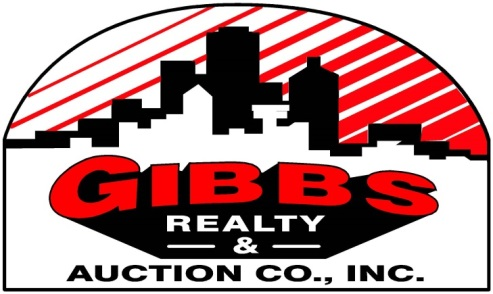 GIBBS
REALTY
&
AUCTION CO., INC.